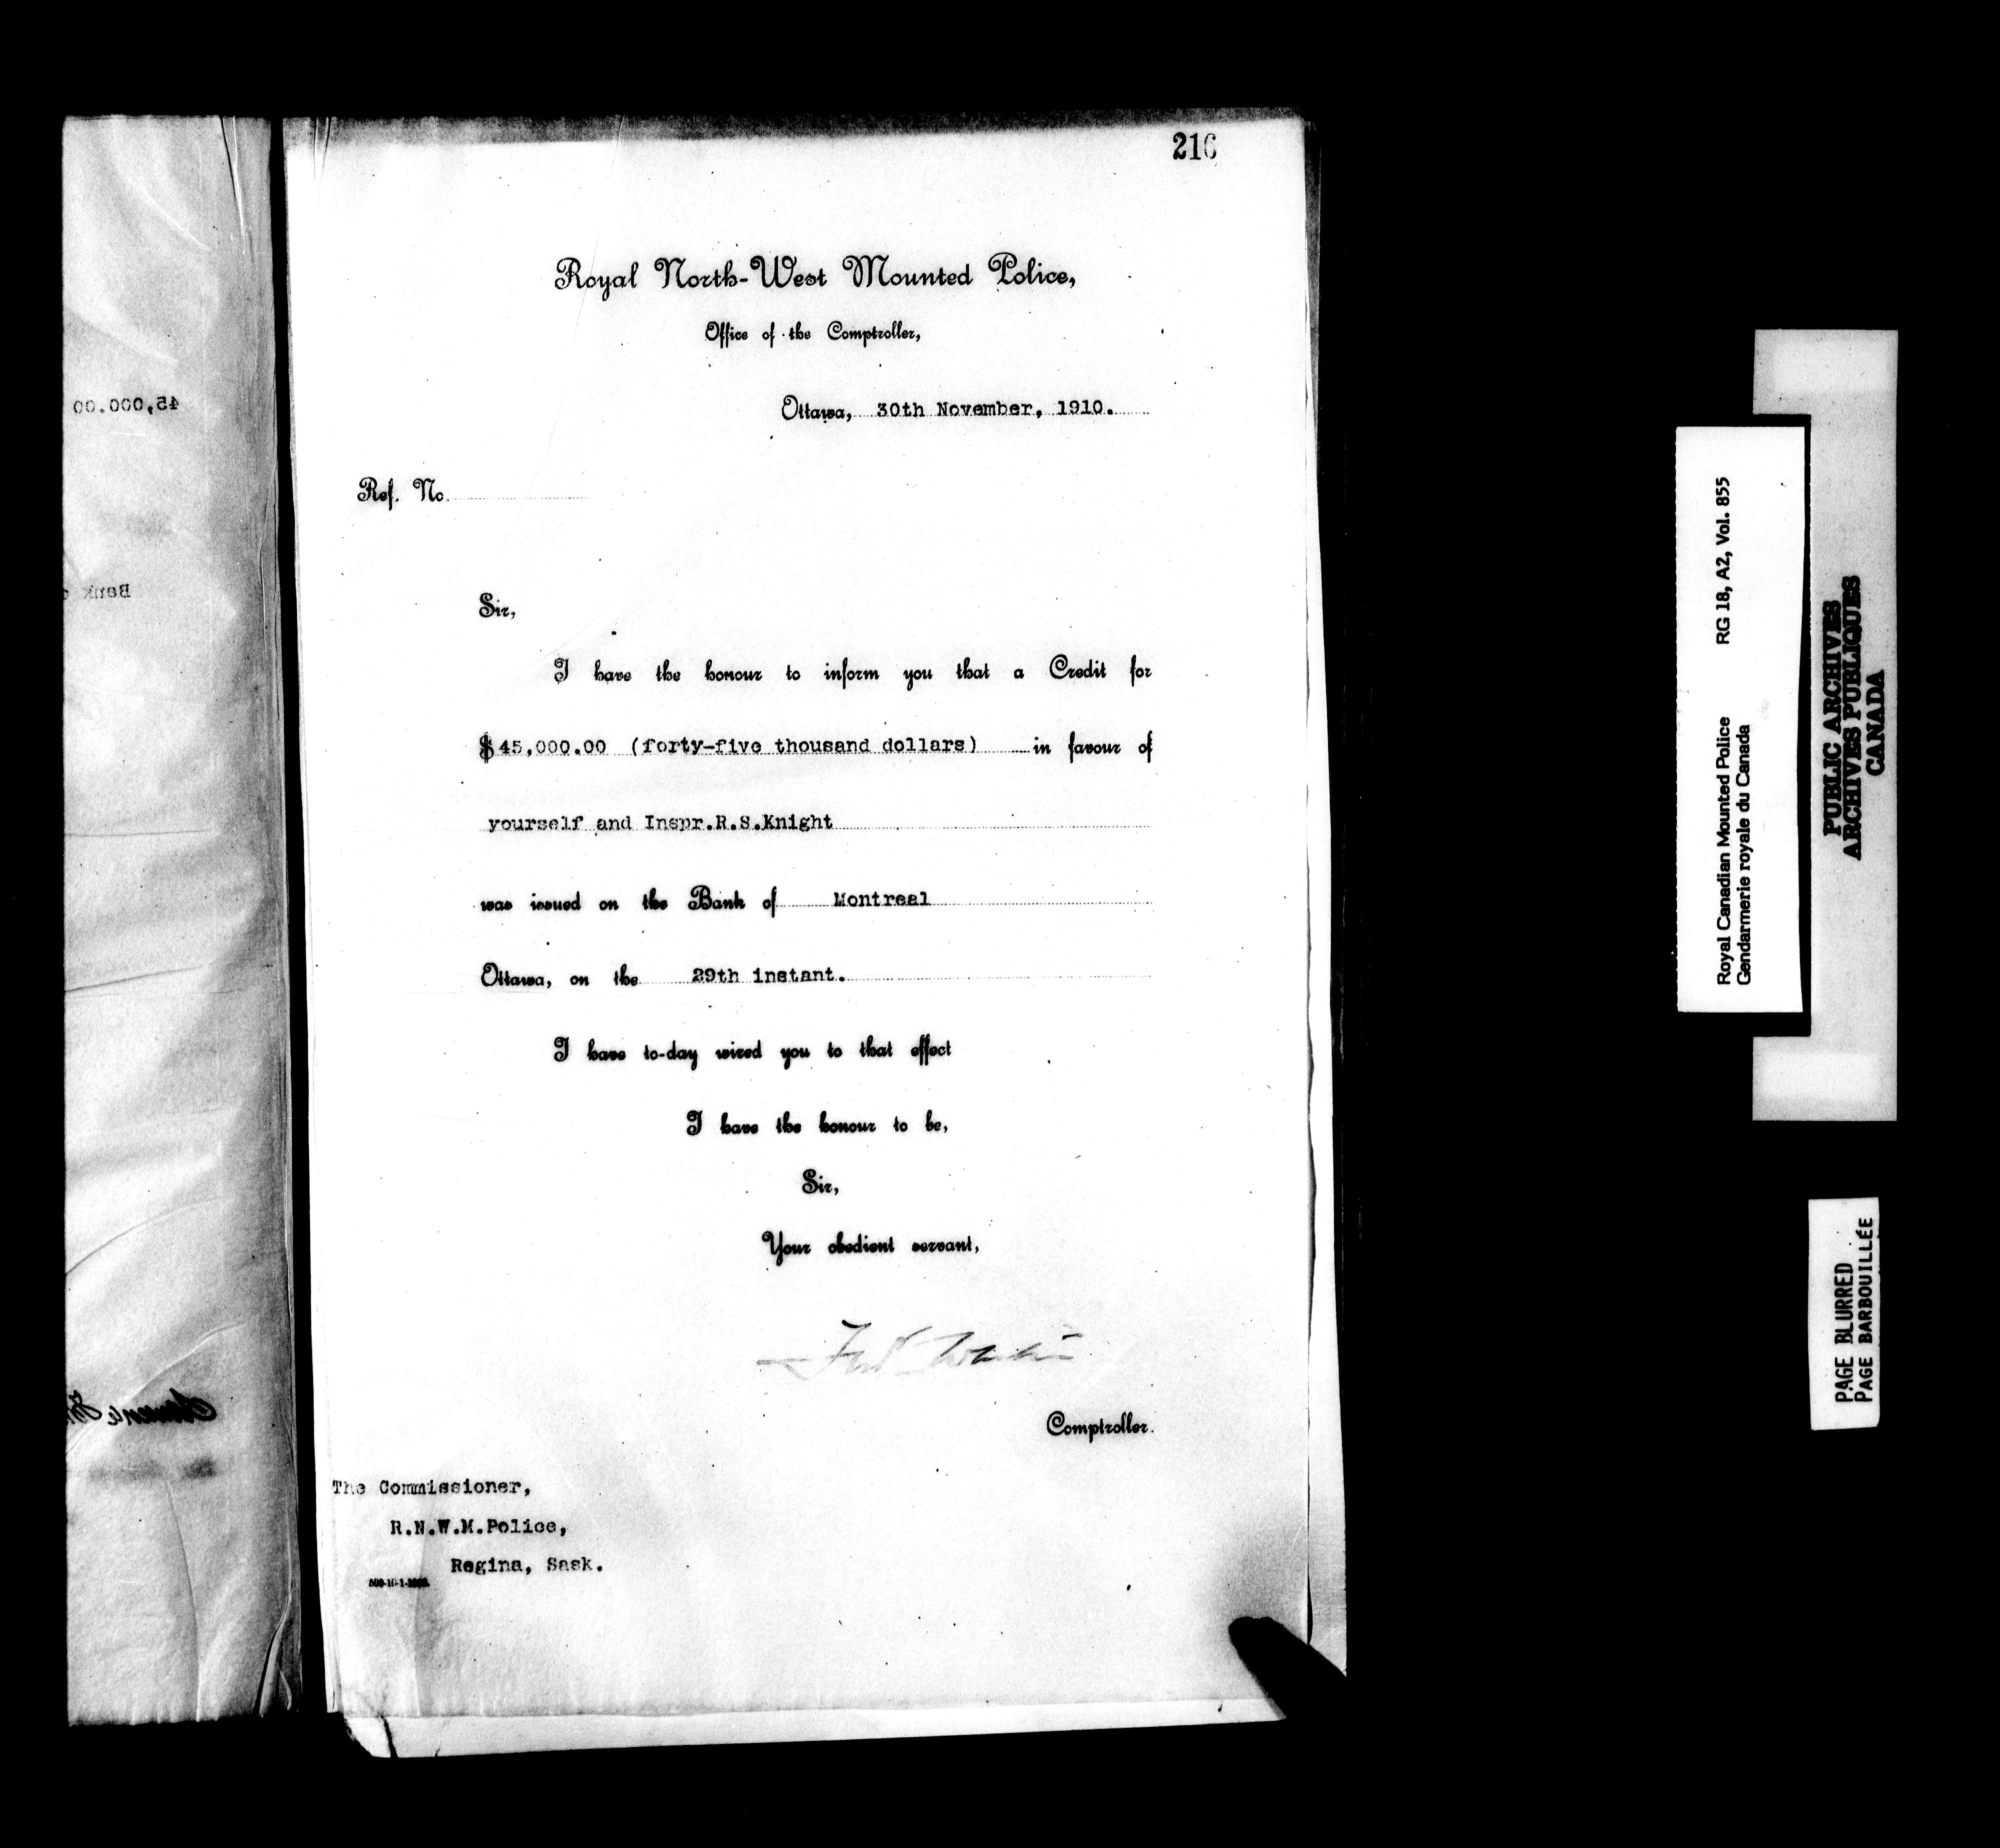 216
Royal North-West Mounted Police,
Office of the Comptroller,
Ottawa, 30th November, 1910.
Ref. No.
Sir,
I have the honour to inform you that a Credit for
$45,000.00 (forty-five thousand dollars) in favour of
yourself and Inspr.R.S.Knight
was issued on the Bank of Montreal
Ottawa, on the 29th instant.
I have to-day wired you to that effect
I have the honour to be,
Sir,
Your obedient servant,
Comptroller.
The Commissioner,
R.N.W.M.Police,
Regina, Sask.
45,000.00
Bank
Royal Canadian Mounted Police RG 18, A2, Vol. 855
Gendarmerie royale du Canada
PUBLIC ARCHIVES
ARCHIVES PUBLIQUES
CANADA
PAGE BLURRED
PAGE BARBOUILLÉE